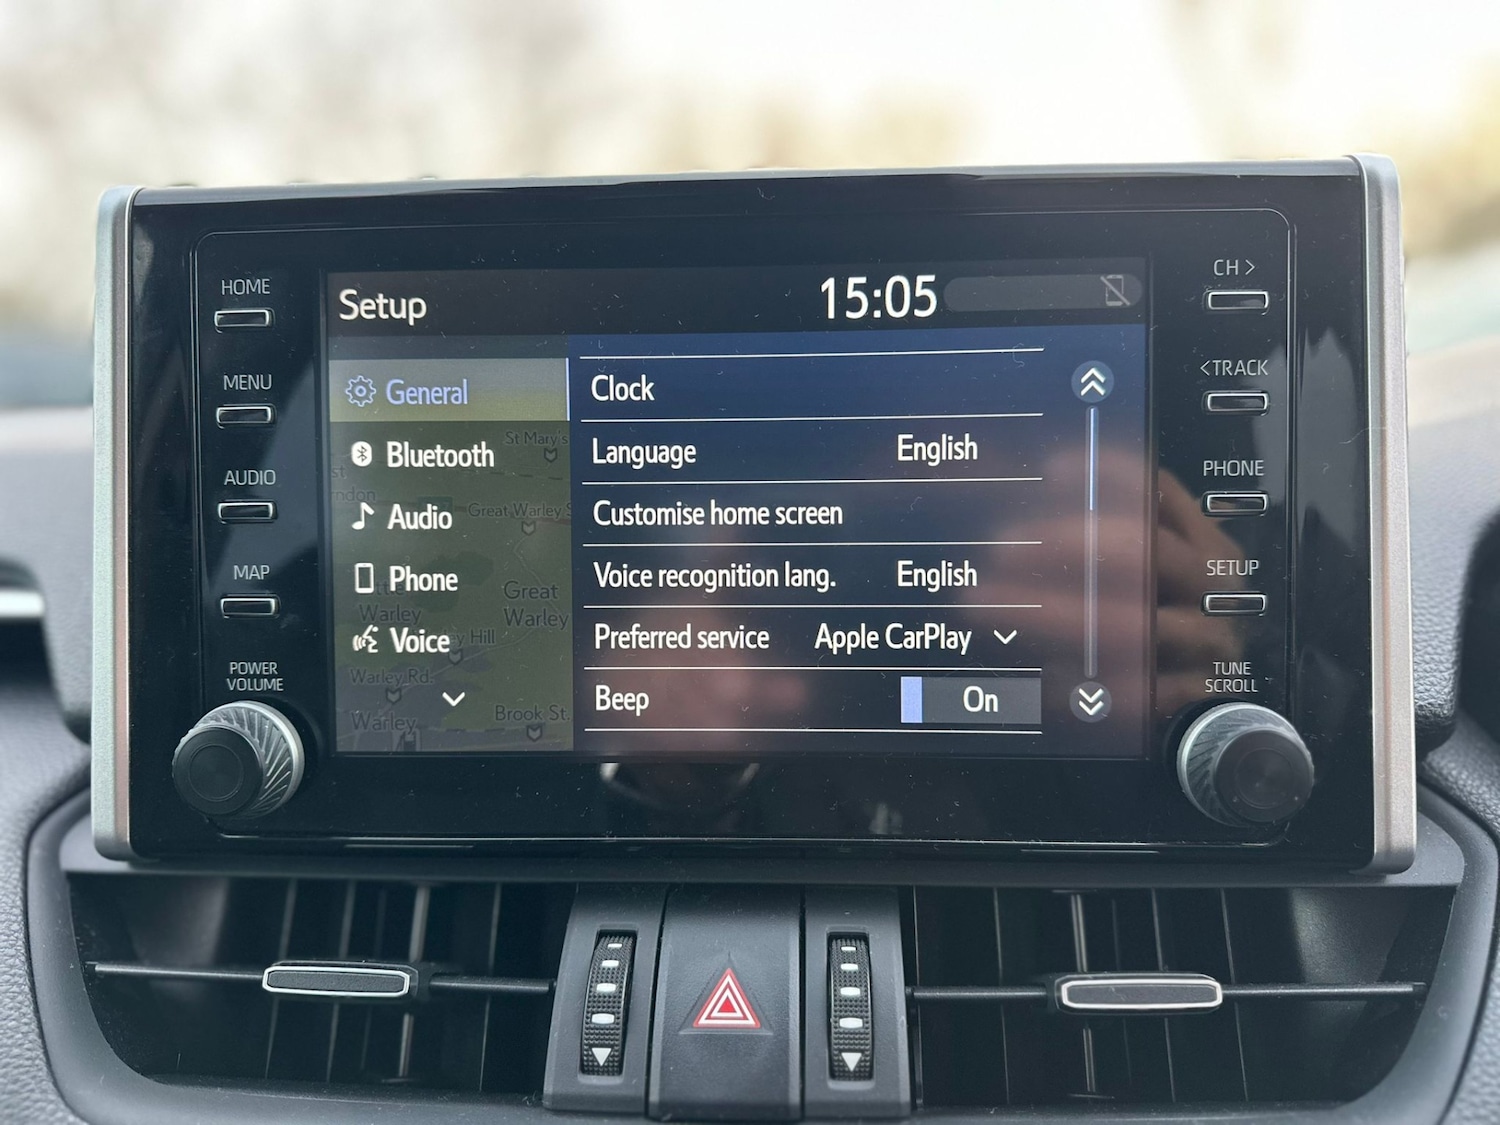 HOME
MENU
AUDIO
MAP
POWER
VOLUME
Setup
15:05
General
Bluetooth
Audio
Phone
Voice
St Mary's
Great Warley
Great
Warley
Warley
Hill
Warley Rd.
Warley
Brook St.
Clock
Language English
Customise home screen
Voice recognition lang. English
Preferred service Apple CarPlay
Beep On
CH >
< TRACK
PHONE
SETUP
TUNE
SCROLL